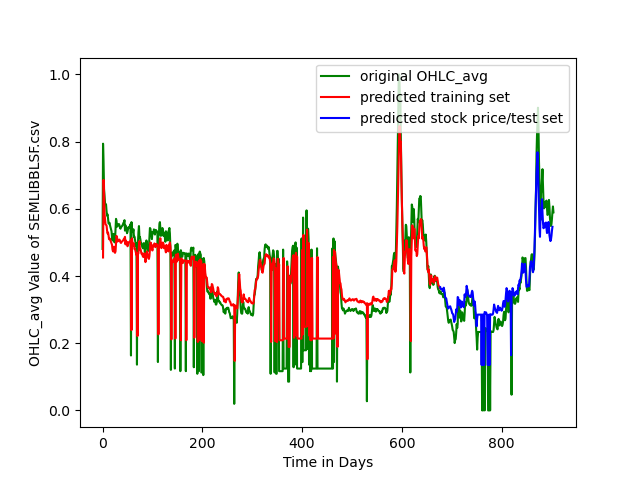 original OHLC_avg
predicted training set
predicted stock price/test set
OHLC_avg Value of SEMLIBBLSF.csv
1.0
0.8
0.6
0.4
0.2
0.0
0 200 400 600 800
Time in Days